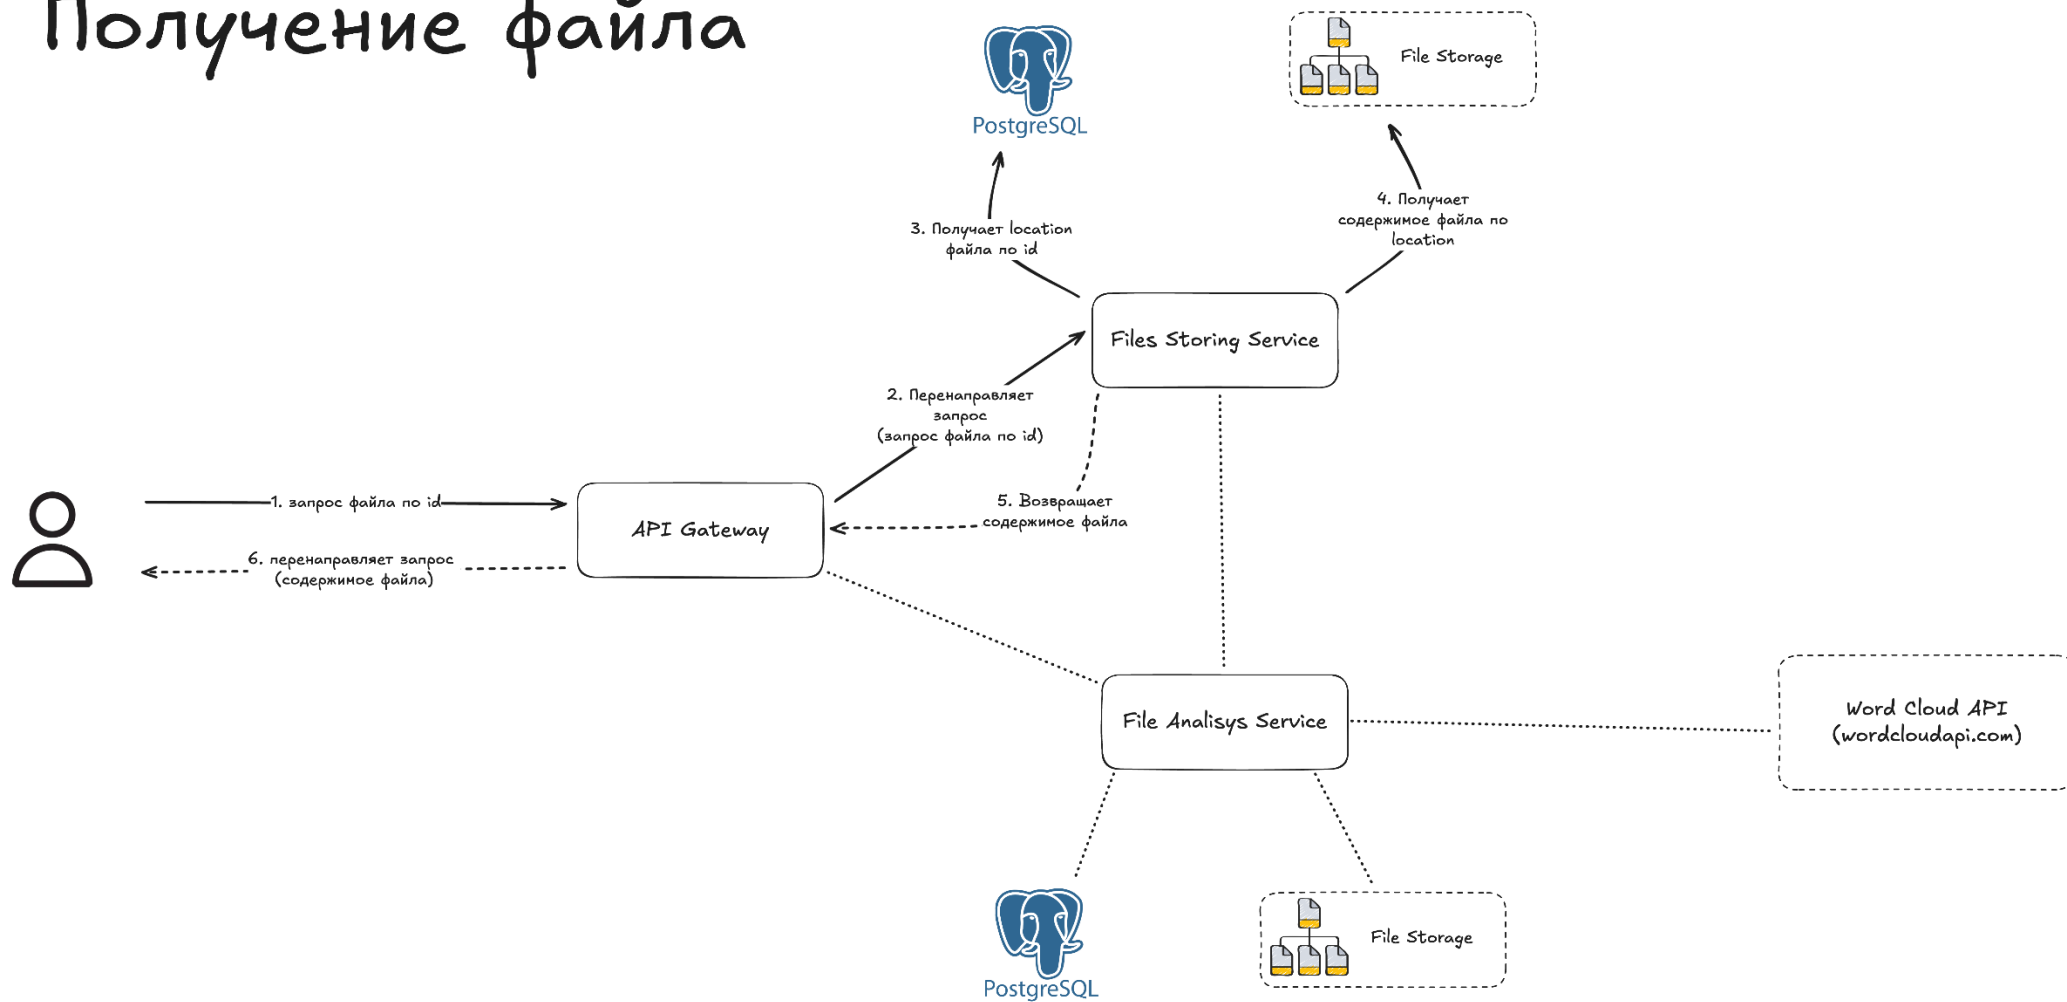 Получение файла
PostgreSQL
File Storage
3. Получает location
файла по id
4. Получает
содержимое файла по
location
Files Storing Service
2. Перенаправляет
запрос
(запрос файла по id)
1. запрос файла по id
API Gateway
5. Возвращает
содержимое файла
6. перенаправляет запрос
(содержимое файла)
File Analisys Service
Word Cloud API
(wordcloudapi.com)
PostgreSQL
File Storage